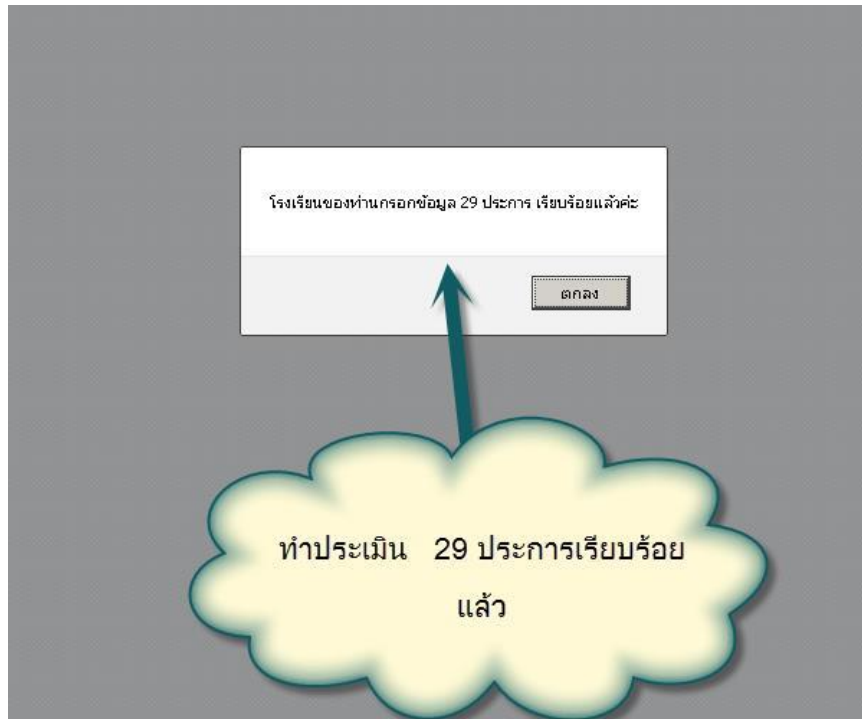 โรงเรียนของท่านกรอกข้อมูล 29 ประการ เรียบร้อยแล้วค่ะ
ตกลง
ทำประเมิน 29 ประการเรียบร้อย
แล้ว